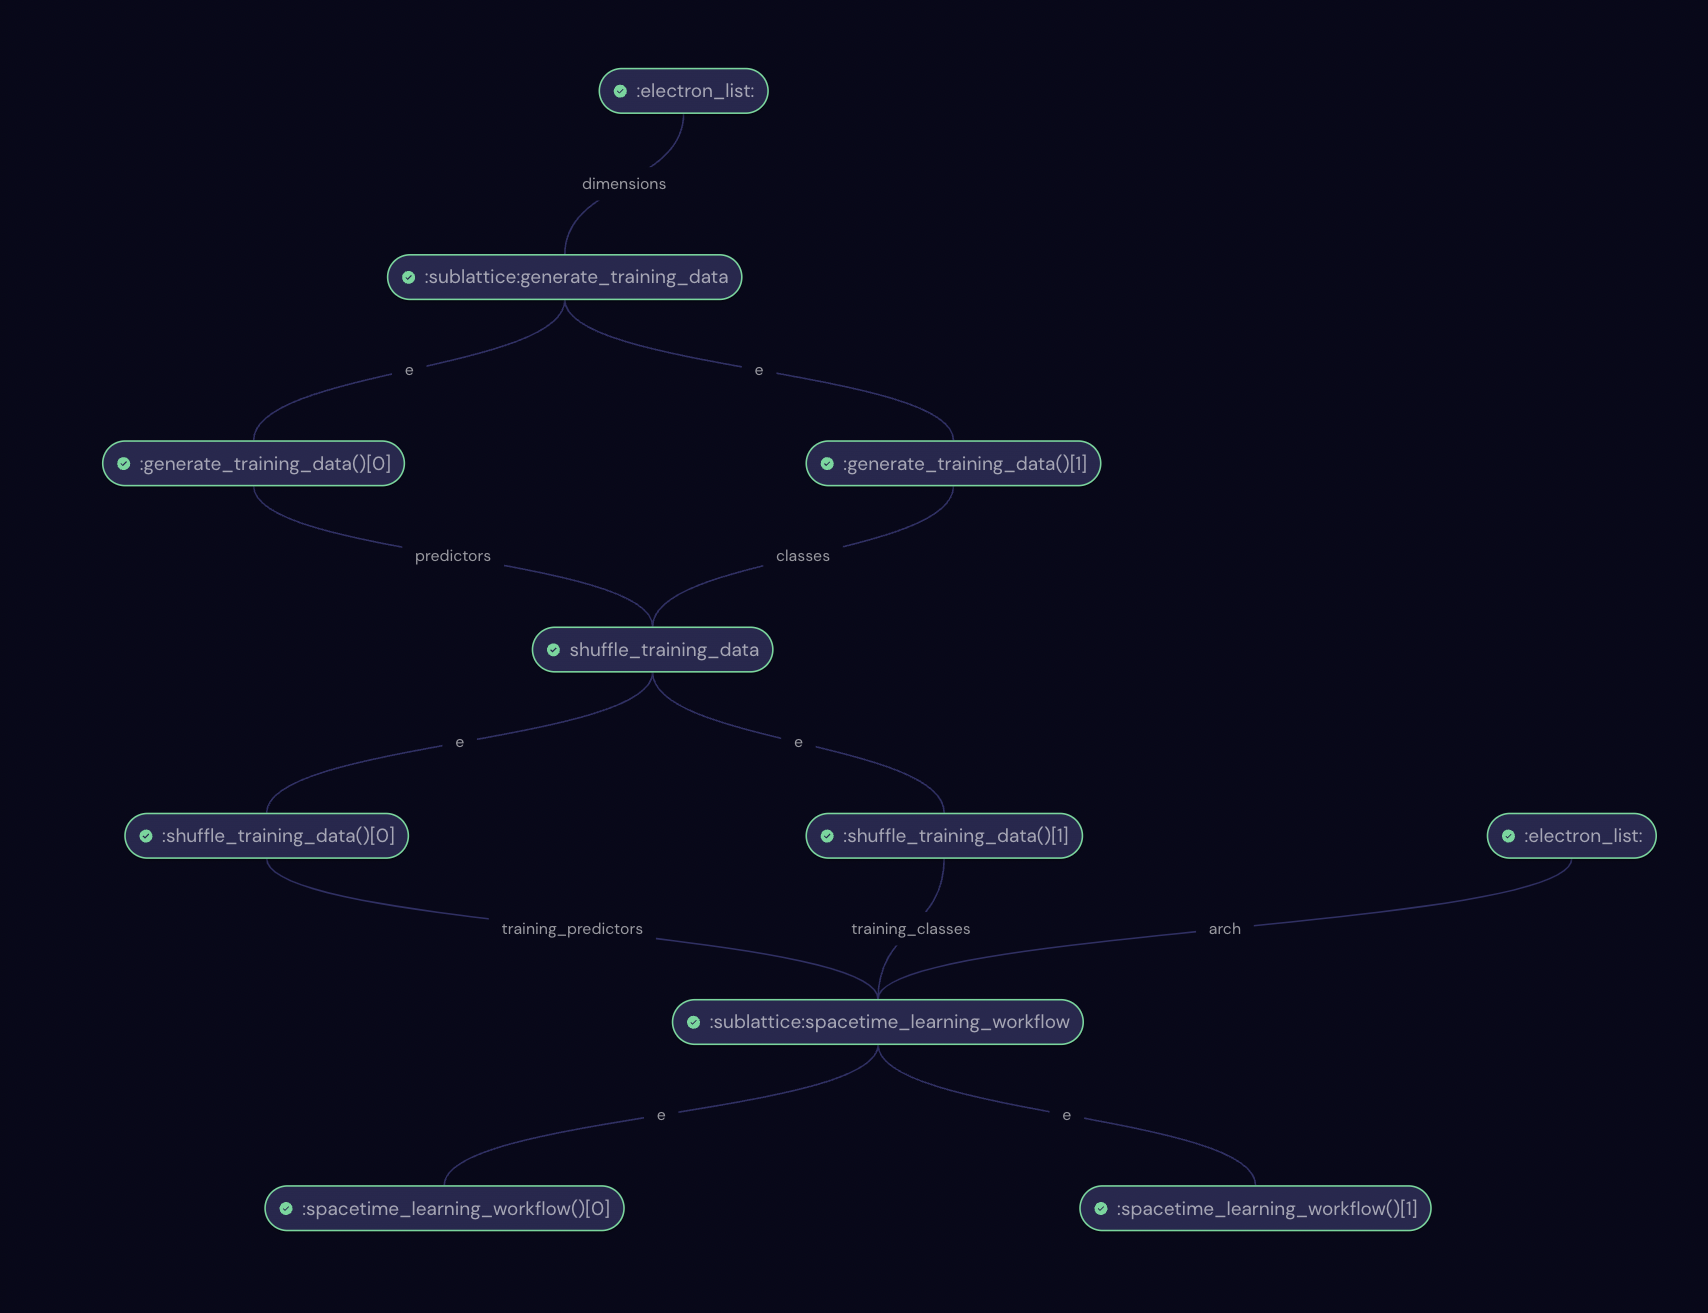 :electron_list:
dimensions
:sublattice:generate_training_data
e
e
:generate_training_data()[0]
:generate_training_data()[1]
predictors
classes
shuffle_training_data
e
e
:shuffle_training_data()[0]
:shuffle_training_data()[1]
:electron_list:
training_predictors
training_classes
arch
:sublattice:spacetime_learning_workflow
e
e
:spacetime_learning_workflow()[0]
:spacetime_learning_workflow()[1]